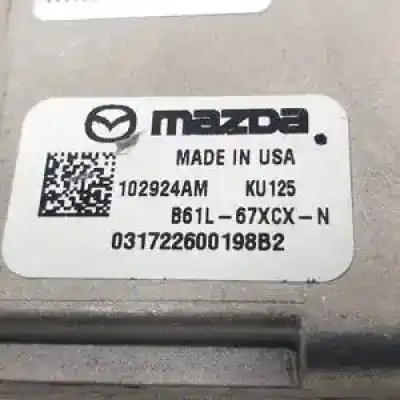 mazda
MADE IN USA
102924AM KU125
B61L-67XCX-N
031722600198B2